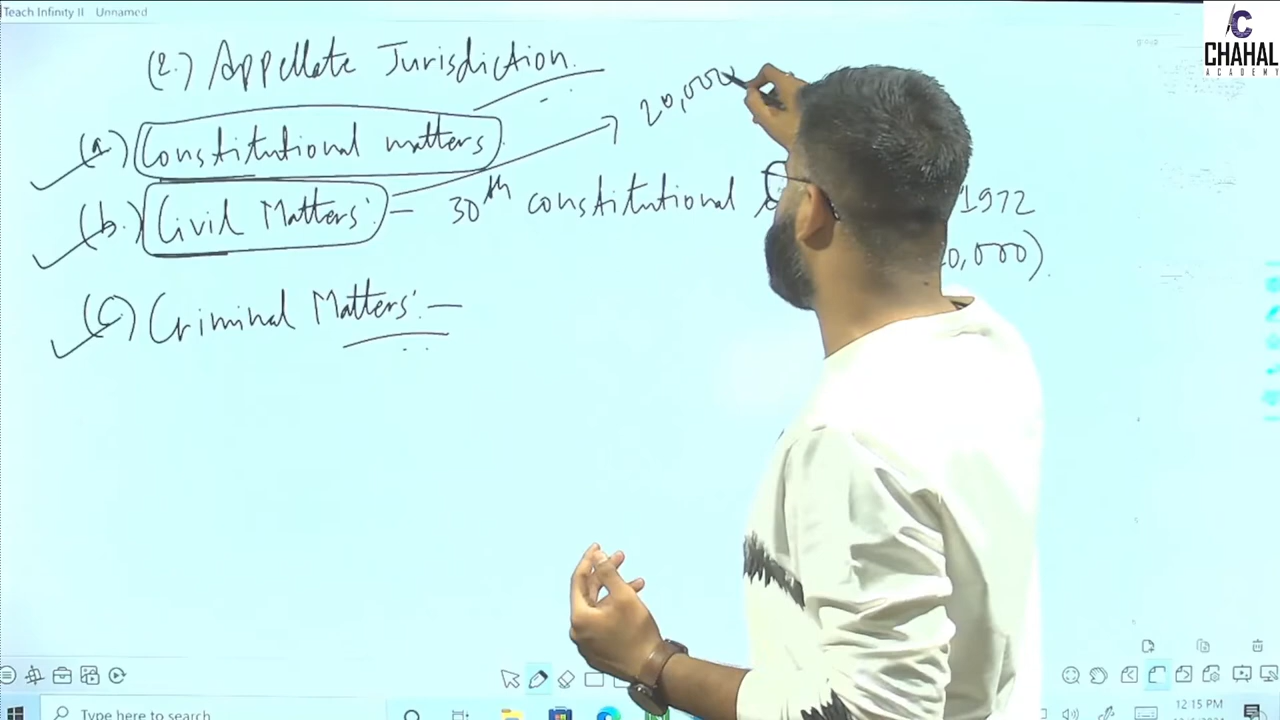 Teach Infinity II Unnamed
CHAHAL
ACADEMY
(2.) Appellate Jurisdiction.
(a.) Constitutional matters.
20,000
(b.) Civil Matters:- 30th constitutional 1972
0,000).
(c) Criminal Matters:-
Type here to search
12:15 PM